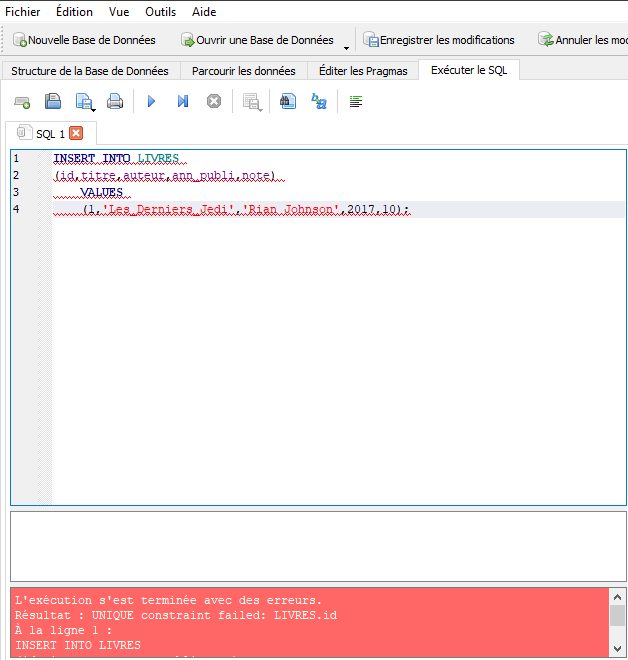 Fichier Édition Vue Outils Aide
Nouvelle Base de Données Ouvrir une Base de Données Enregistrer les modifications Annuler les mo
Structure de la Base de Données Parcourir les données Éditer les Pragmas Exécuter le SQL
SQL 1
1 INSERT INTO LIVRES
2 (id,titre,auteur,ann_publi,note)
3 VALUES
4 (1,'Les Derniers Jedi','Rian Johnson',2017,10);
L'exécution s'est terminée avec des erreurs.
Résultat : UNIQUE constraint failed: LIVRES.id
À la ligne 1 :
INSERT INTO LIVRES